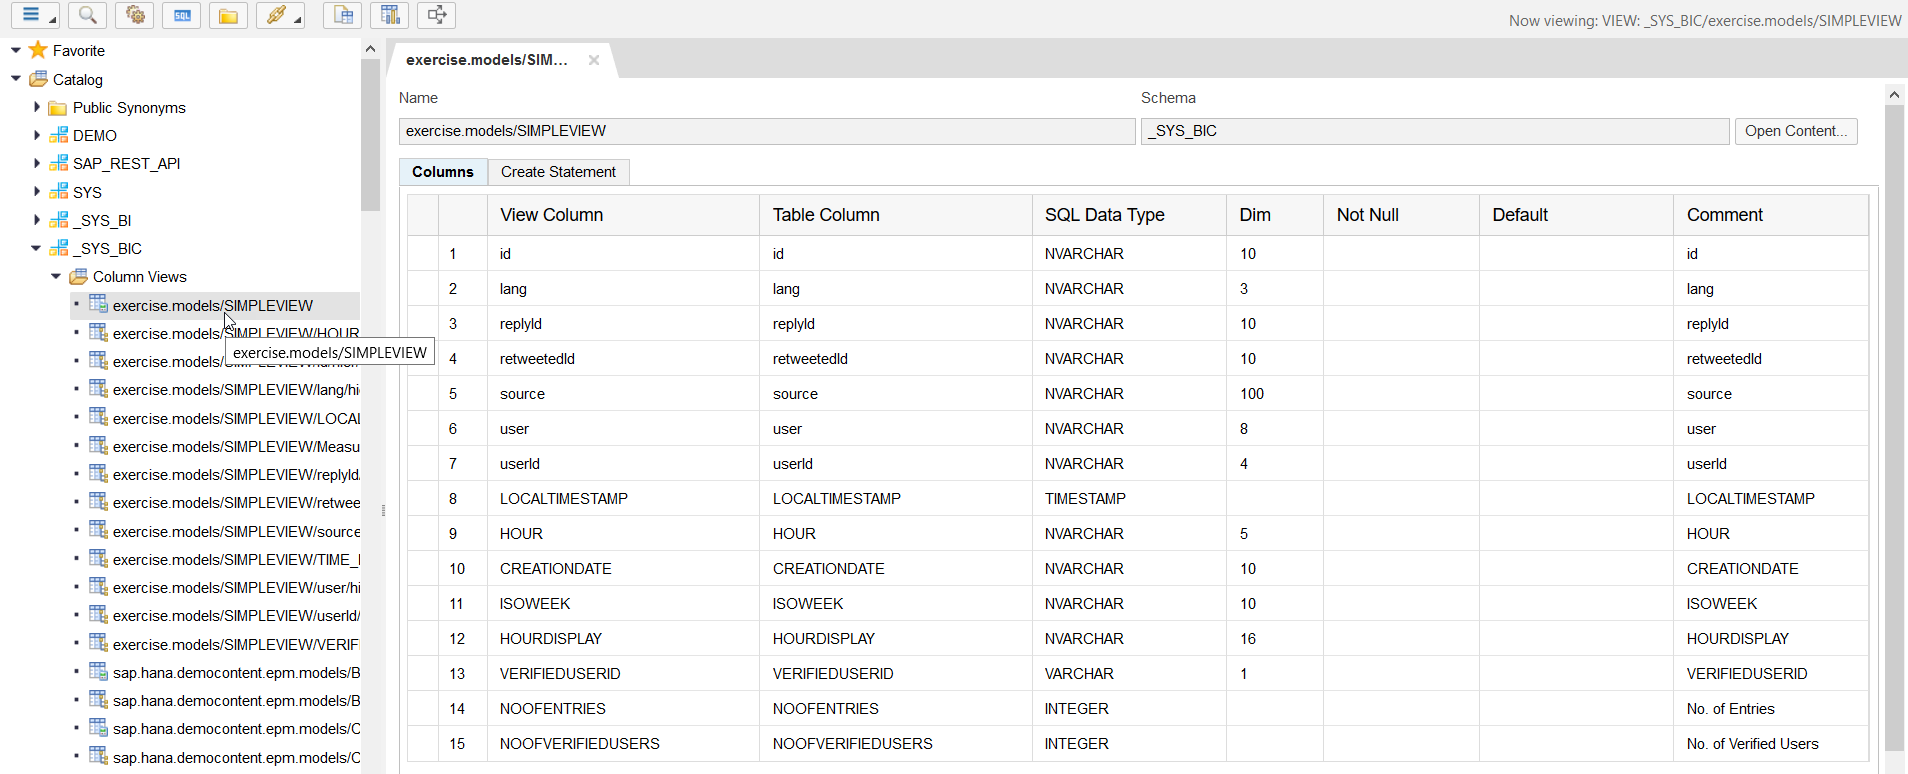 SQL
Now viewing: VIEW: _SYS_BIC/exercise.models/SIMPLEVIEW
Favorite
Catalog
Public Synonyms
DEMO
SAP_REST_API
SYS
_SYS_BI
_SYS_BIC
Column Views
exercise.models/SIMPLEVIEW
exercise.models/SIMPLEVIEW/HOUR
exercise.models/SIMPLEVIEW
exercise.models/SIMPLEVIEW
exercise.models/SIMPLEVIEW/lang/hi
exercise.models/SIMPLEVIEW/LOCAL
exercise.models/SIMPLEVIEW/Measu
exercise.models/SIMPLEVIEW/replyId/
exercise.models/SIMPLEVIEW/retwee
exercise.models/SIMPLEVIEW/source
exercise.models/SIMPLEVIEW/TIME_
exercise.models/SIMPLEVIEW/user/hi
exercise.models/SIMPLEVIEW/userId/
exercise.models/SIMPLEVIEW/VERIF
sap.hana.democontent.epm.models/B
sap.hana.democontent.epm.models/B
sap.hana.democontent.epm.models/C
sap.hana.democontent.epm.models/C
exercise.models/SIM...
Name Schema
exercise.models/SIMPLEVIEW _SYS_BIC Open Content...
Columns Create Statement
View Column Table Column SQL Data Type Dim Not Null Default Comment
1 id id NVARCHAR 10 id
2 lang lang NVARCHAR 3 lang
3 replyId replyId NVARCHAR 10 replyId
4 retweetedId retweetedId NVARCHAR 10 retweetedId
5 source source NVARCHAR 100 source
6 user user NVARCHAR 8 user
7 userId userId NVARCHAR 4 userId
8 LOCALTIMESTAMP LOCALTIMESTAMP TIMESTAMP LOCALTIMESTAMP
9 HOUR HOUR NVARCHAR 5 HOUR
10 CREATIONDATE CREATIONDATE NVARCHAR 10 CREATIONDATE
11 ISOWEEK ISOWEEK NVARCHAR 10 ISOWEEK
12 HOURDISPLAY HOURDISPLAY NVARCHAR 16 HOURDISPLAY
13 VERIFIEDUSERID VERIFIEDUSERID VARCHAR 1 VERIFIEDUSERID
14 NOOFENTRIES NOOFENTRIES INTEGER No. of Entries
15 NOOFVERIFIEDUSERS NOOFVERIFIEDUSERS INTEGER No. of Verified Users